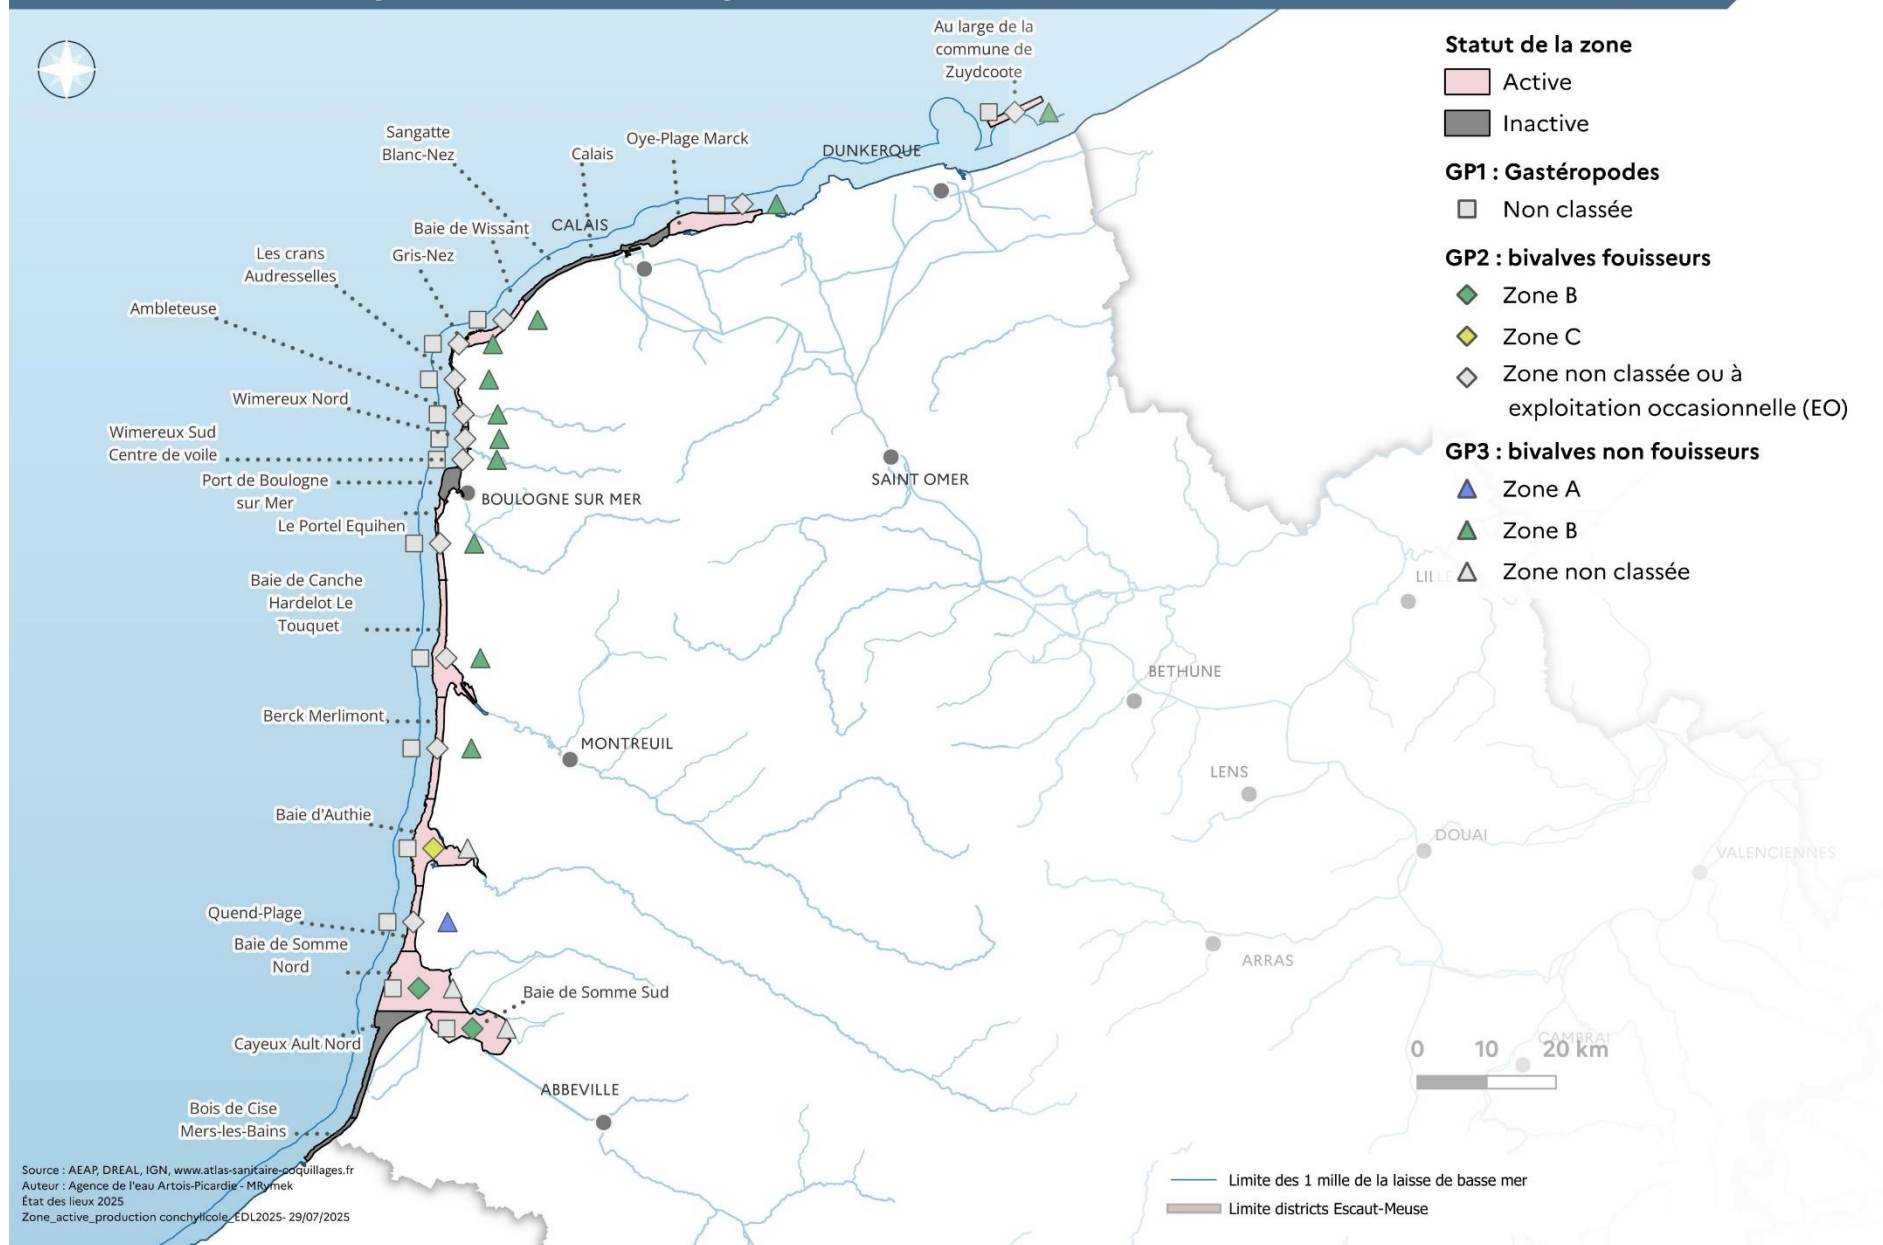 Au large de la
commune de
Zuydcoote
Sangatte
Blanc-Nez
Calais
Oye-Plage Marck
DUNKERQUE
CALAIS
Baie de Wissant
Gris-Nez
Les crans
Audresselles
Ambleteuse
Wimereux Nord
Wimereux Sud
Centre de voile
Port de Boulogne
sur Mer
BOULOGNE SUR MER
Le Portel Equihen
SAINT OMER
Baie de Canche
Hardelot Le
Touquet
LILLE
BETHUNE
Berck Merlimont
MONTREUIL
LENS
Baie d'Authie
DOUAI
VALENCIENNES
Quend-Plage
Baie de Somme
Nord
ARRAS
Baie de Somme Sud
Cayeux Ault Nord
CAMBRAI
ABBEVILLE
Bois de Cise
Mers-les-Bains
Statut de la zone
Active
Inactive
GP1 : Gastéropodes
Non classée
GP2 : bivalves fouisseurs
Zone B
Zone C
Zone non classée ou à
exploitation occasionnelle (EO)
GP3 : bivalves non fouisseurs
Zone A
Zone B
Zone non classée
0 10 20 km
Limite des 1 mille de la laisse de basse mer
Limite districts Escaut-Meuse
Source : AEAP, DREAL, IGN, www.atlas-sanitaire-coquillages.fr
Auteur : Agence de l'eau Artois-Picardie - MRymek
État des lieux 2025
Zone_active_production conchylicole_EDL2025- 29/07/2025